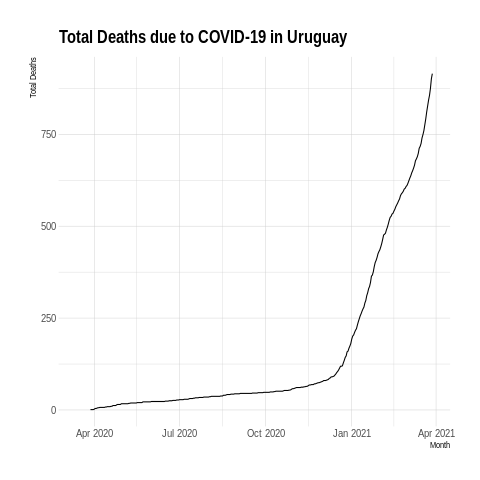 Total Deaths due to COVID-19 in Uruguay
Total Deaths
750
500
250
0
Apr 2020 Jul 2020 Oct 2020 Jan 2021 Apr 2021
Month